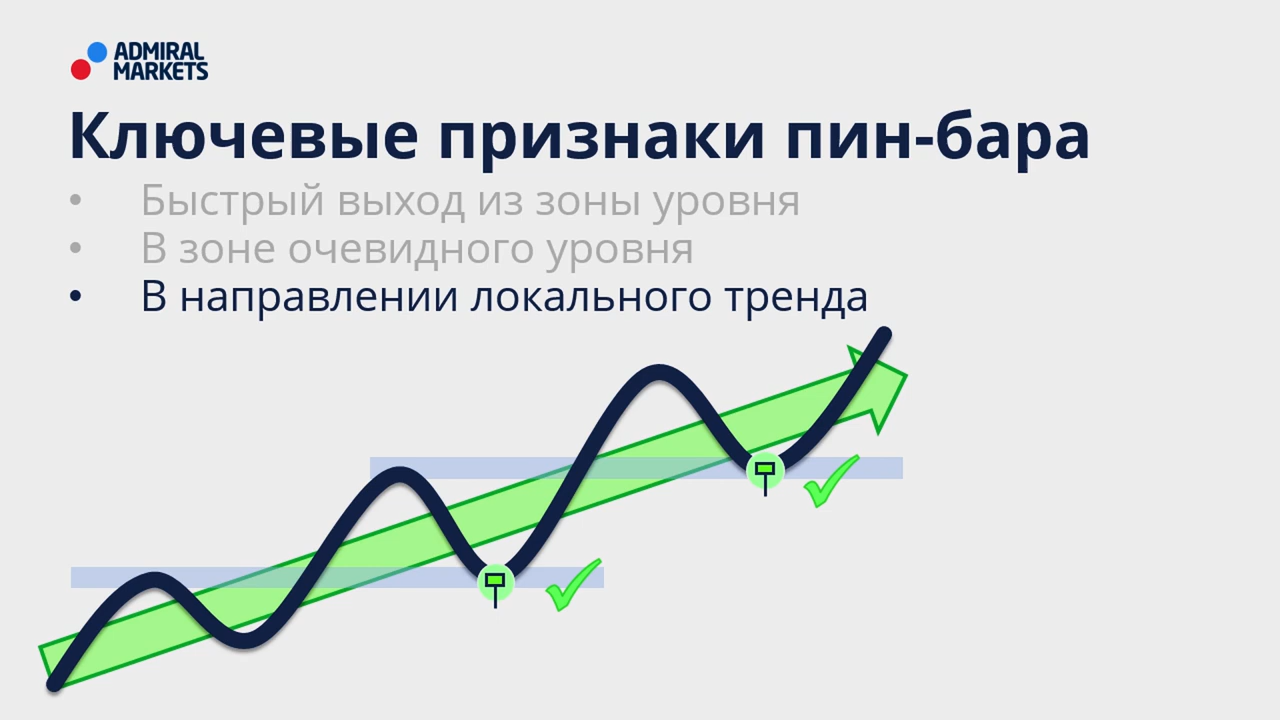 ADMIRAL
MARKETS
Ключевые признаки пин-бара
• Быстрый выход из зоны уровня
• В зоне очевидного уровня
• В направлении локального тренда